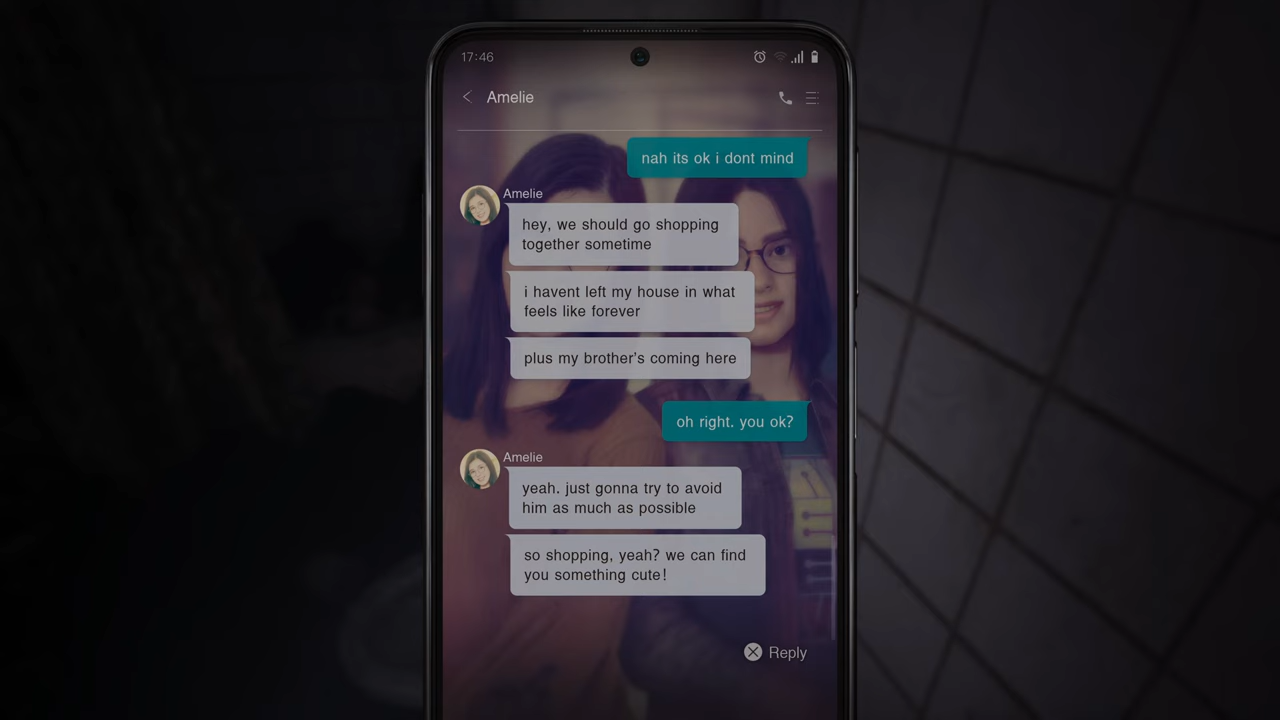 17:46
Amelie
nah its ok i dont mind
Amelie
hey, we should go shopping
together sometime
i havent left my house in what
feels like forever
plus my brother's coming here
oh right. you ok?
Amelie
yeah. just gonna try to avoid
him as much as possible
so shopping, yeah? we can find
you something cute!
Reply